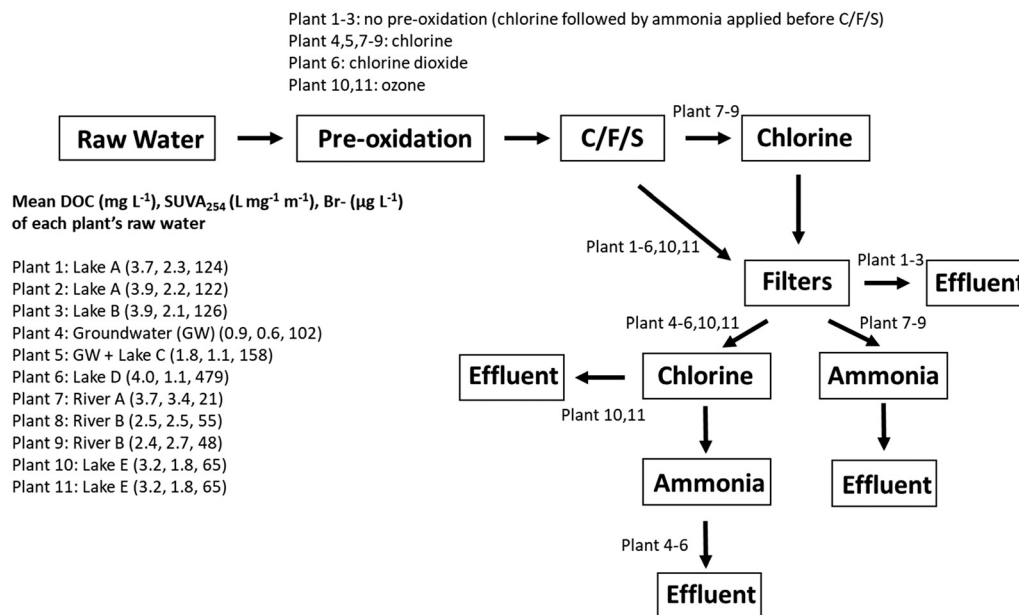 Plant 1-3: no pre-oxidation (chlorine followed by ammonia applied before C/F/S)
Plant 4,5,7-9: chlorine
Plant 6: chlorine dioxide
Plant 10,11: ozone
Plant 7-9
Raw Water
Pre-oxidation
C/F/S
Chlorine
Mean DOC (mg L⁻¹), SUVA₂₅₄ (L mg⁻¹ m⁻¹), Br- (µg L⁻¹)
of each plant's raw water
Plant 1: Lake A (3.7, 2.3, 124)
Plant 2: Lake A (3.9, 2.2, 122)
Plant 3: Lake B (3.9, 2.1, 126)
Plant 4: Groundwater (GW) (0.9, 0.6, 102)
Plant 5: GW + Lake C (1.8, 1.1, 158)
Plant 6: Lake D (4.0, 1.1, 479)
Plant 7: River A (3.7, 3.4, 21)
Plant 8: River B (2.5, 2.5, 55)
Plant 9: River B (2.4, 2.7, 48)
Plant 10: Lake E (3.2, 1.8, 65)
Plant 11: Lake E (3.2, 1.8, 65)
Plant 1-6,10,11
Plant 1-3
Filters
Effluent
Plant 4-6,10,11
Plant 7-9
Effluent
Chlorine
Ammonia
Plant 10,11
Ammonia
Effluent
Plant 4-6
Effluent